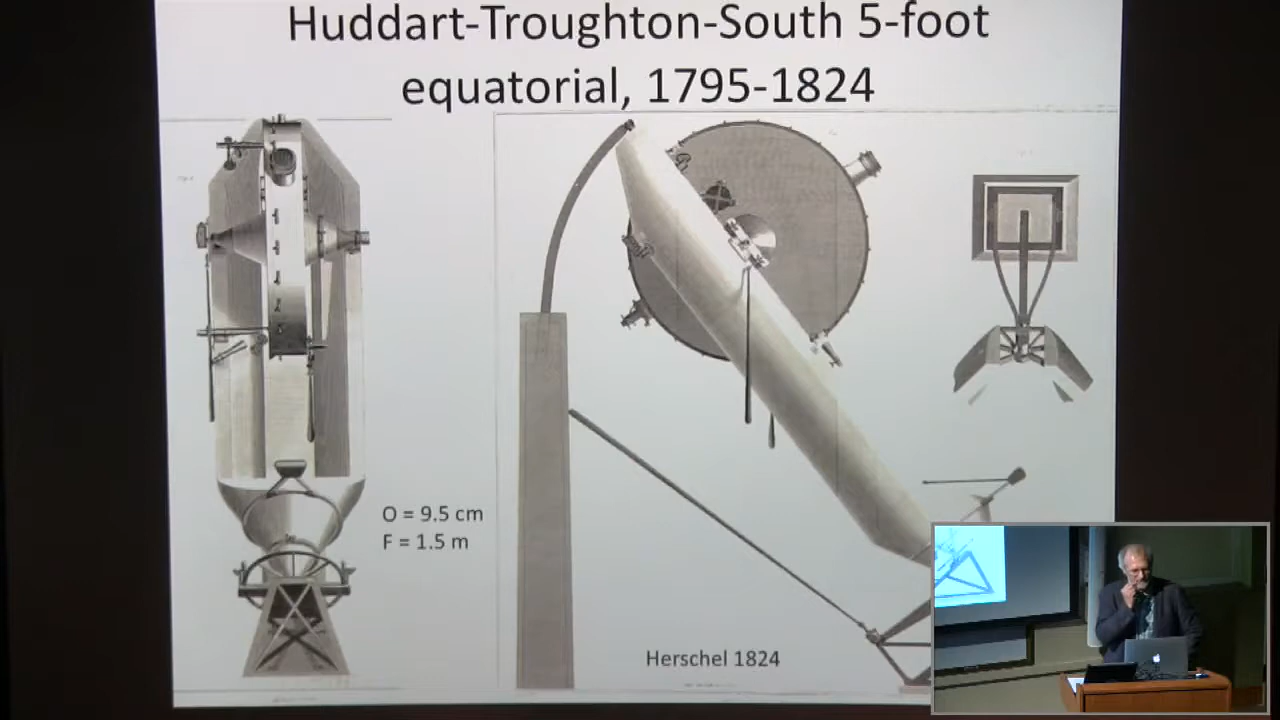 Huddart-Troughton-South 5-foot
equatorial, 1795-1824
O = 9.5 cm
F = 1.5 m
Herschel 1824